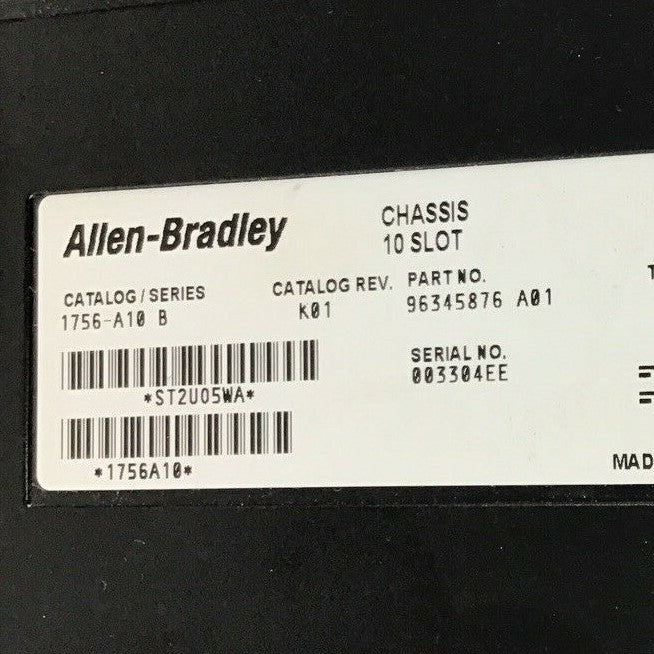 Allen-Bradley
CHASSIS
10 SLOT
CATALOG / SERIES
1756-A10 B
CATALOG REV.
K01
PART NO.
96345876 A01
SERIAL NO.
003304EE
*ST2U05WA*
*1756A10*
MAD